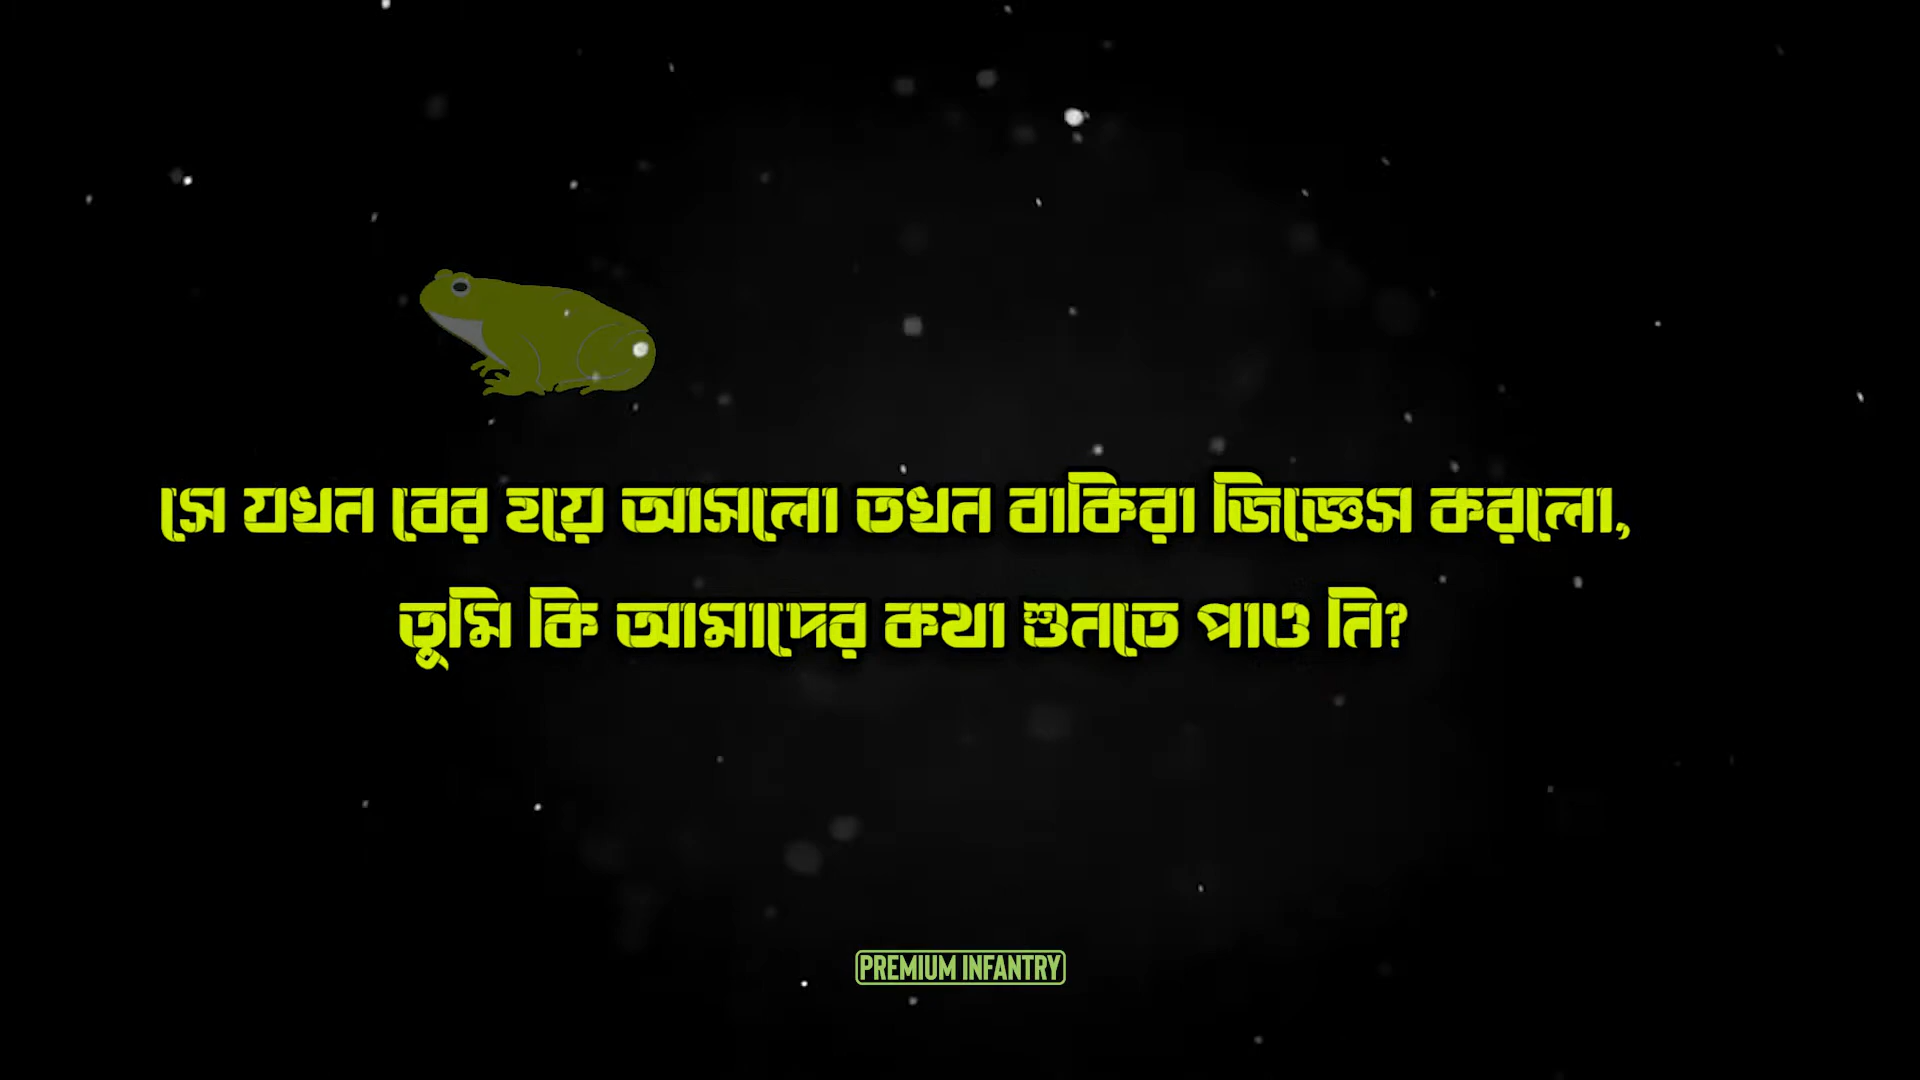 সে যখন বের হয়ে আসলো তখন বাকিরা জিজ্ঞেস করলো,
তুমি কি আমাদের কথা শুনতে পাও নি?
PREMIUM INFANTRY